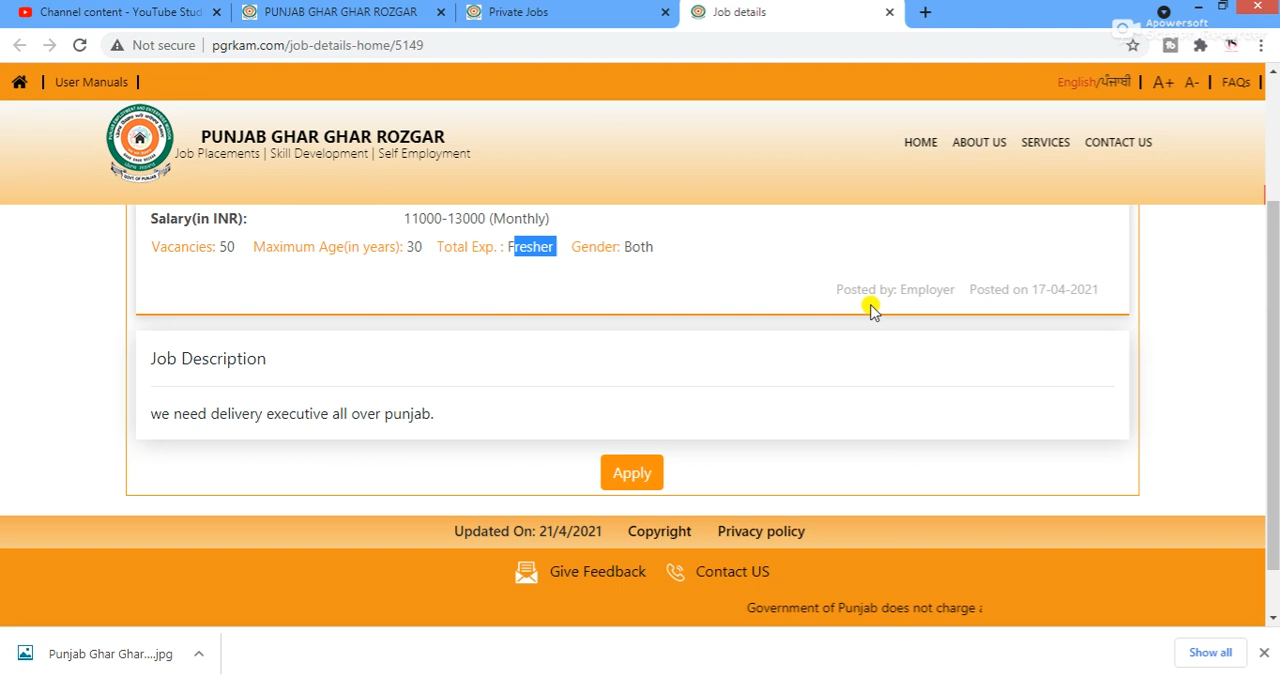 Channel content - YouTube Stud
PUNJAB GHAR GHAR ROZGAR
Private Jobs
Job details
Apowersoft
Screen Recorder
Not secure | pgrkam.com/job-details-home/5149
User Manuals
English/ਪੰਜਾਬੀ | A+ A- | FAQs
PUNJAB GHAR GHAR ROZGAR
Job Placements | Skill Development | Self Employment
HOME ABOUT US SERVICES CONTACT US
Salary(in INR): 11000-13000 (Monthly)
Vacancies: 50 Maximum Age(in years): 30 Total Exp. : Fresher Gender: Both
Posted by: Employer Posted on 17-04-2021
Job Description
we need delivery executive all over punjab.
Apply
Updated On: 21/4/2021 Copyright Privacy policy
Give Feedback Contact US
Government of Punjab does not charge a
Punjab Ghar Ghar....jpg
Show all